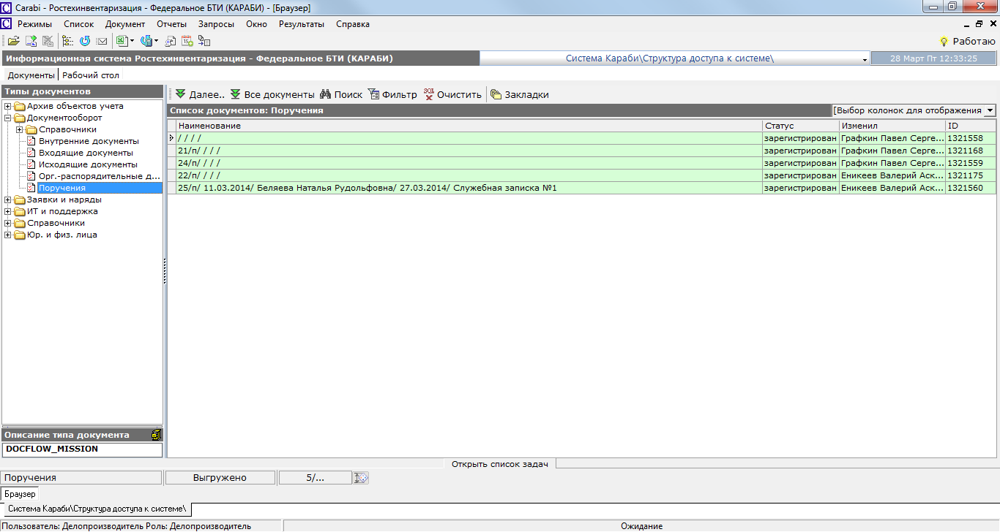 Carabi - Ростехинвентаризация - Федеральное БТИ (КАРАБИ) - [Браузер]
Режимы Список Документ Отчеты Запросы Окно Результаты Справка
Работаю
Информационная система Ростехинвентаризация - Федеральное БТИ (КАРАБИ) Система Караби\Структура доступа к системе\ 28 Март Пт 12:33:25
Документы Рабочий стол
Типы документов
Архив объектов учета
Документооборот
Справочники
Внутренние документы
Входящие документы
Исходящие документы
Орг.-распорядительные д...
Поручения
Заявки и наряды
ИТ и поддержка
Справочники
Юр. и физ. лица
Описание типа документа
DOCFLOW_MISSION
Далее.. Все документы Поиск Фильтр Очистить Закладки
Список документов: Поручения [Выбор колонок для отображения
Наименование Статус Изменил ID
/ / / / зарегистрирован Графкин Павел Серге... 1321558
21/п/ / / / зарегистрирован Графкин Павел Серге... 1321168
24/п/ / / / зарегистрирован Графкин Павел Серге... 1321559
22/п/ / / / зарегистрирован Еникеев Валерий Аск... 1321175
25/п/ 11.03.2014/ Беляева Наталья Рудольфовна/ 27.03.2014/ Служебная записка №1 зарегистрирован Еникеев Валерий Аск... 1321560
Открыть список задач
Поручения Выгружено 5/...
Браузер
Система Караби\Структура доступа к системе\
Пользователь: Делопроизводитель Роль: Делопроизводитель Ожидание